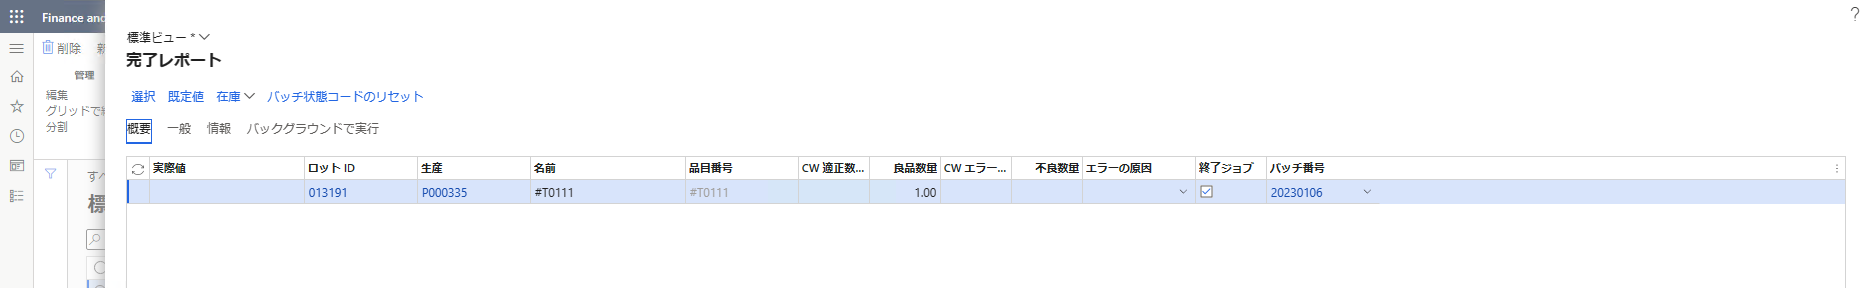 Finance and
?
標準ビュー *
完了レポート
削除 新
管理
編集
グリッドで
分割
選択 既定値 在庫 バッチ状態コードのリセット
概要 一般 情報 バックグラウンドで実行
実際値 ロット ID 生産 名前 品目番号 CW 適正数... 良品数量 CW エラー... 不良数量 エラーの原因 終了ジョブ バッチ番号
013191 P000335 #T0111 #T0111 1.00 20230106
すべ
標